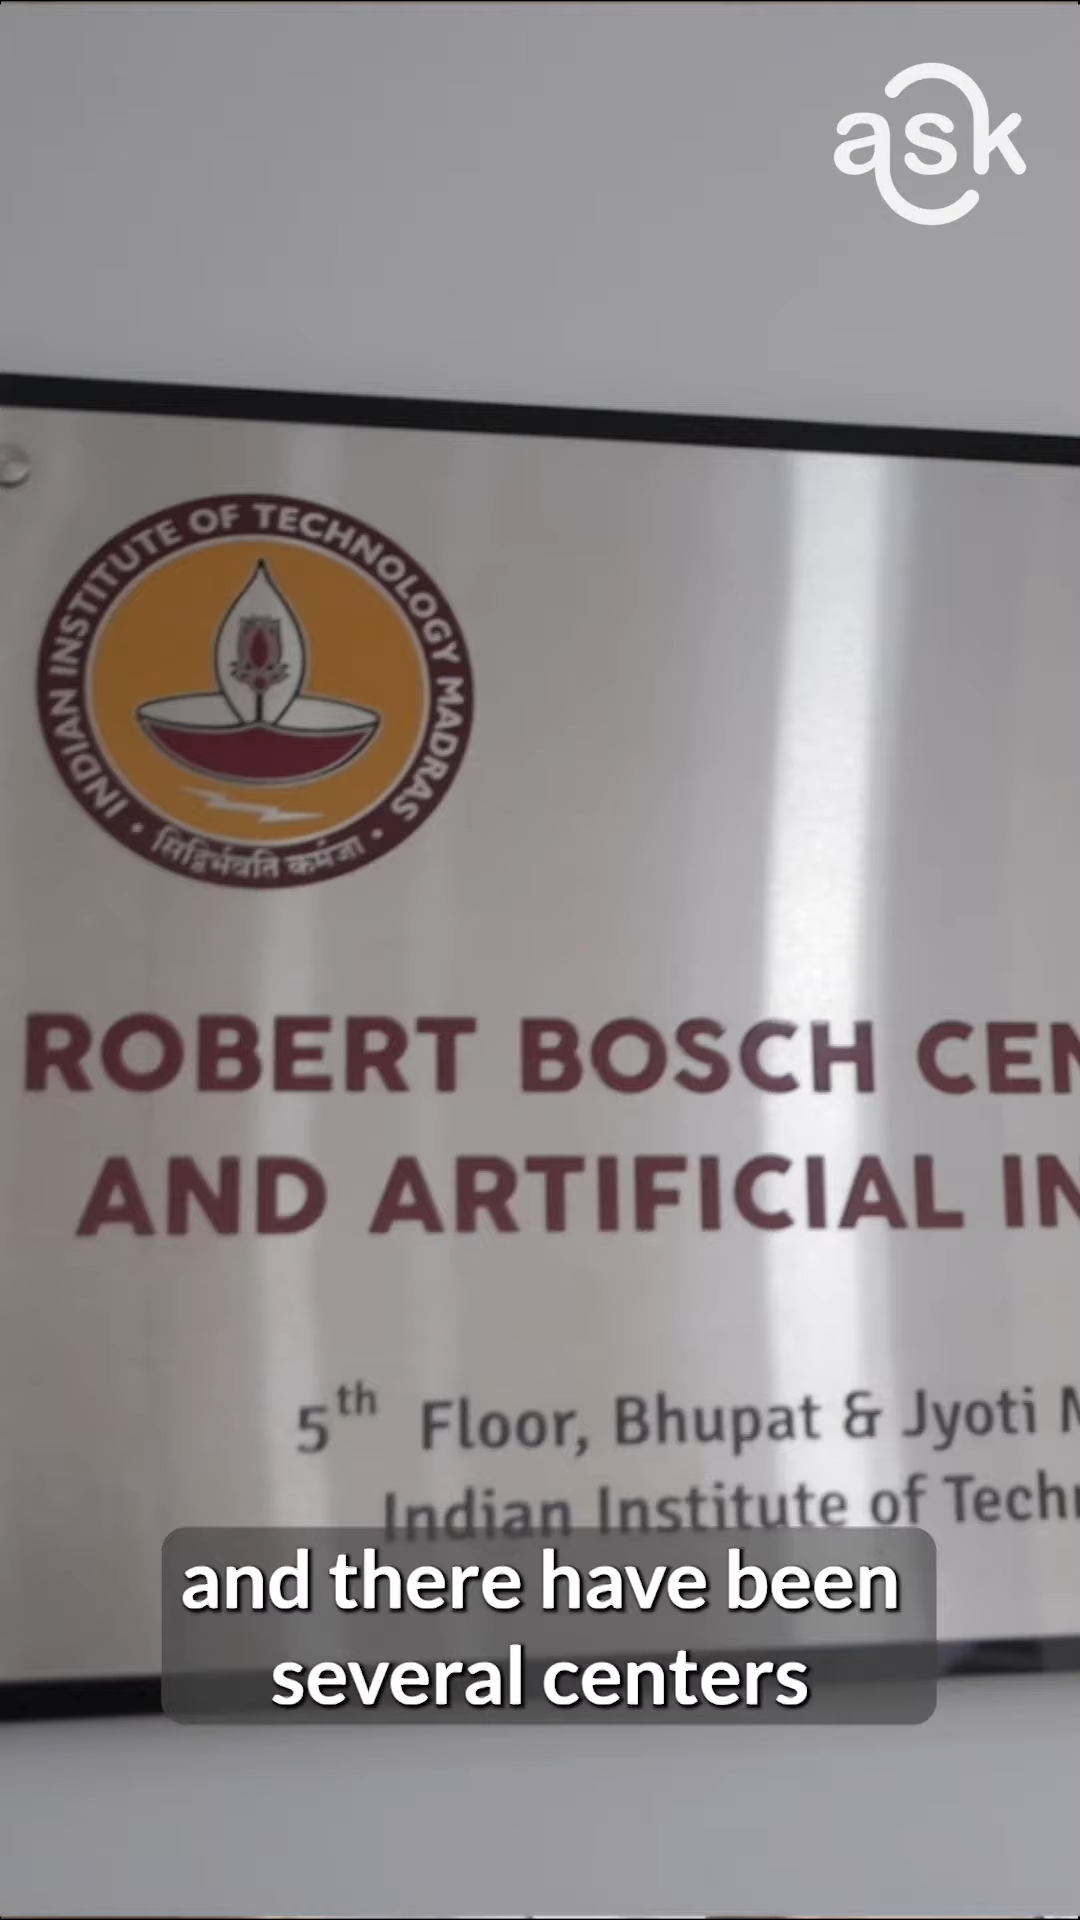 ask
INDIAN INSTITUTE OF TECHNOLOGY MADRAS
सिद्धिर्भवति कर्मजा
ROBERT BOSCH CEN
AND ARTIFICIAL IN
5th Floor, Bhupat & Jyoti M
Indian Institute of Techn
and there have been
several centers